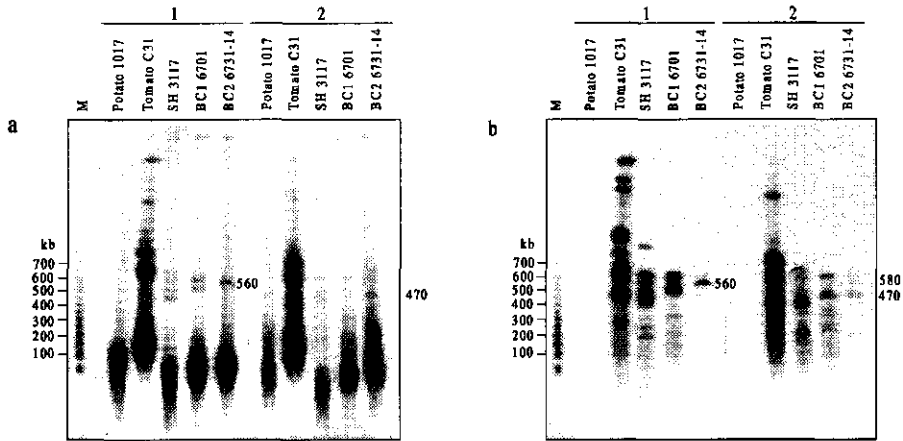 1 2
Potato 1017
Tomato C31
SH 3117
BC1 6701
BC2 6731-14
Potato 1017
Tomato C31
SH 3117
BC1 6701
BC2 6731-14
M
a
kb
700
600
500
400
300
200
100
560
470
1 2
Potato 1017
Tomato C31
SH 3117
BC1 6701
BC2 6731-14
Potato 1017
Tomato C31
SH 3117
BC1 6701
BC2 6731-14
M
b
kb
700
600
500
400
300
200
100
560
580
470